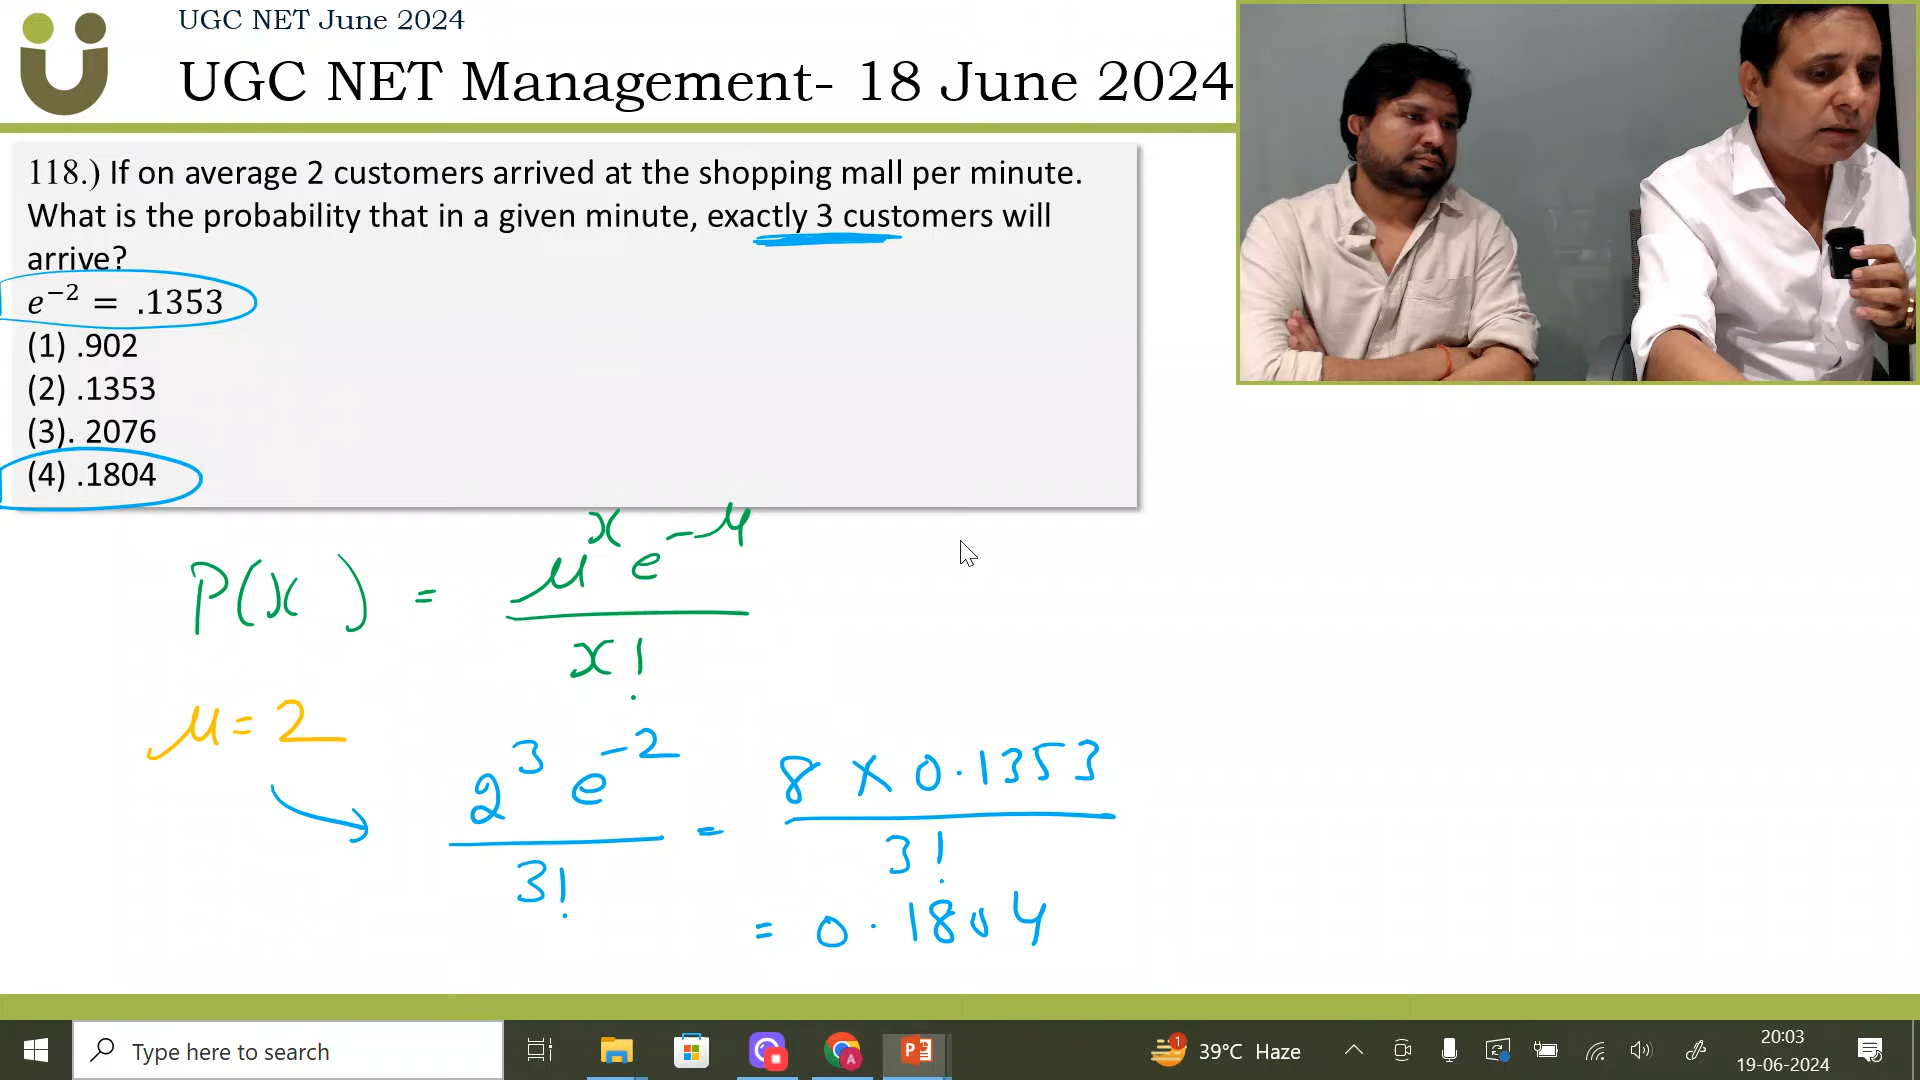 UGC NET June 2024
UGC NET Management- 18 June 2024
118.) If on average 2 customers arrived at the shopping mall per minute.
What is the probability that in a given minute, exactly 3 customers will
arrive?
e⁻² = .1353
(1) .902
(2) .1353
(3). 2076
(4) .1804
P(x) = μˣ e⁻μ / x!
μ = 2
2³ e⁻² / 3! = 8 × 0.1353 / 3!
= 0.1804
Type here to search
1
39°C Haze
20:03
19-06-2024